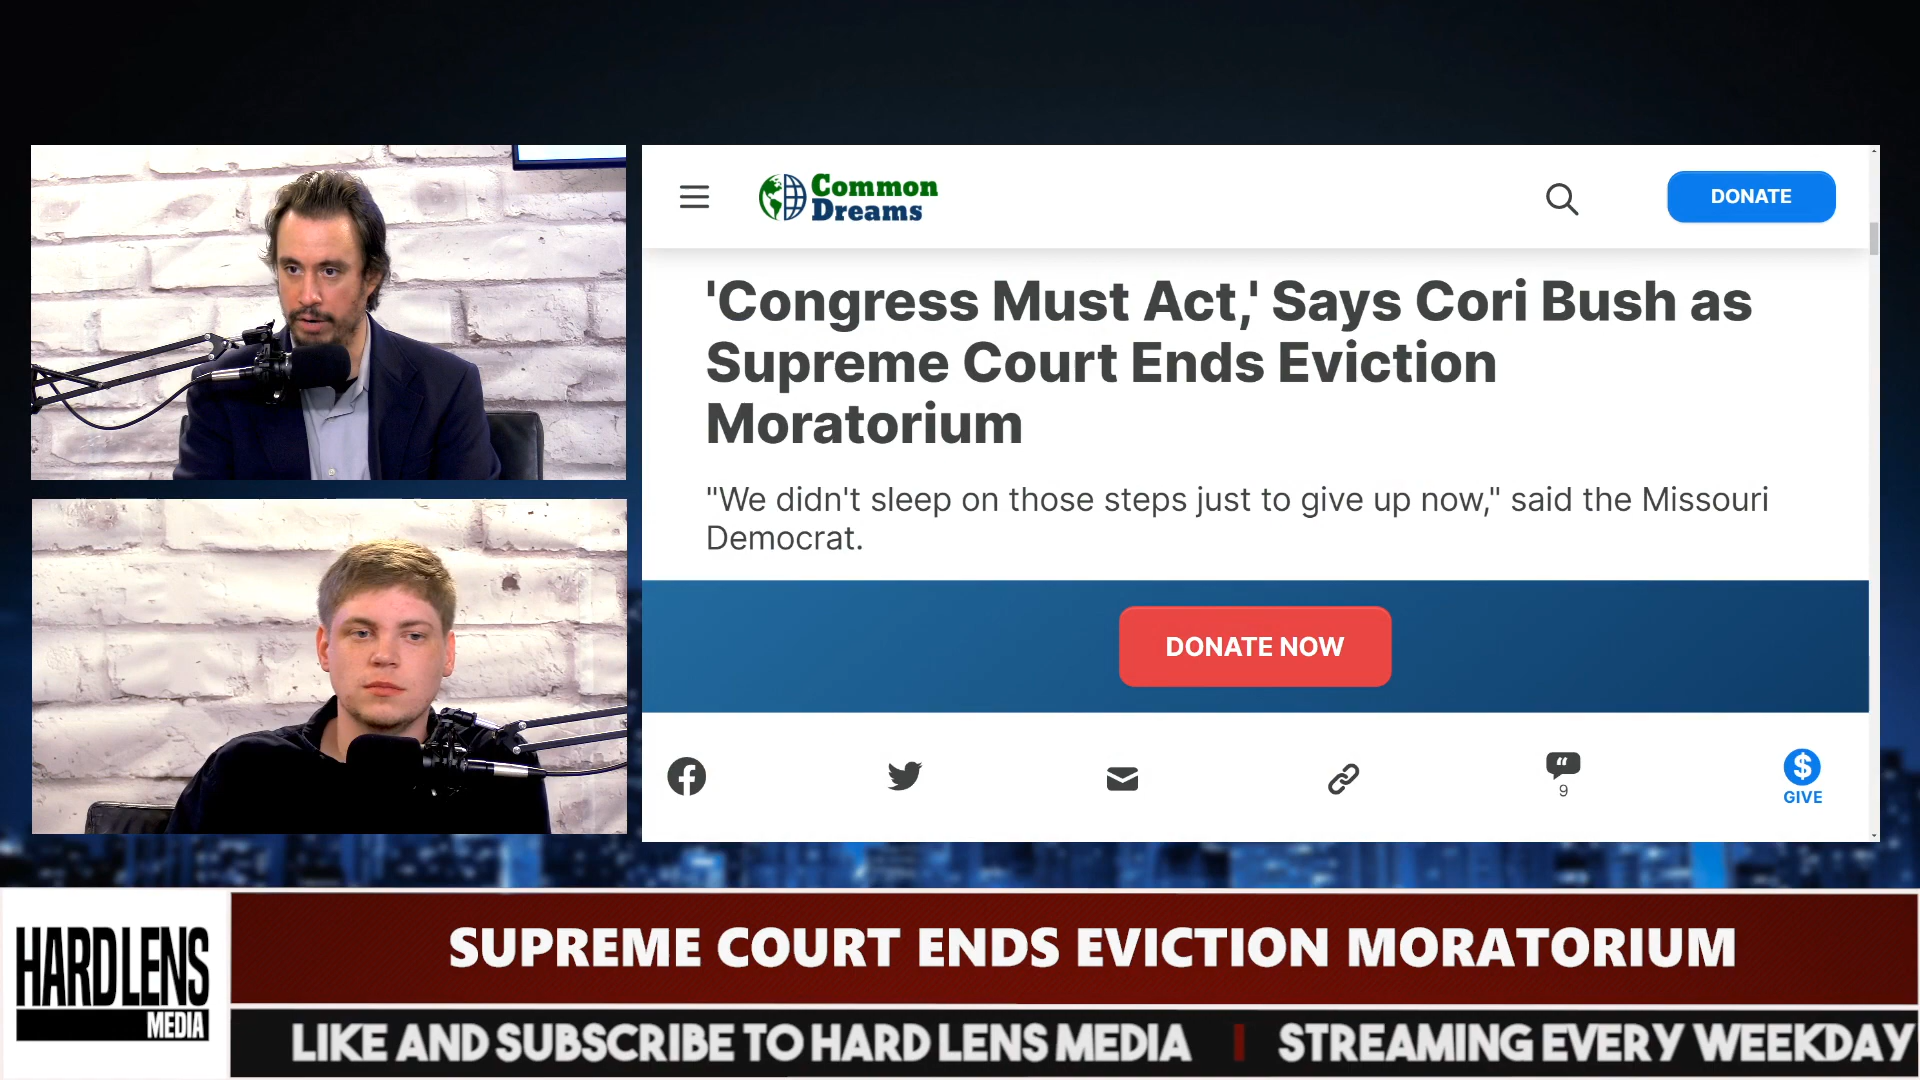 Common
Dreams
DONATE
'Congress Must Act,' Says Cori Bush as
Supreme Court Ends Eviction
Moratorium
"We didn't sleep on those steps just to give up now," said the Missouri
Democrat.
DONATE NOW
9
$
GIVE
HARD LENS
MEDIA
SUPREME COURT ENDS EVICTION MORATORIUM
LIKE AND SUBSCRIBE TO HARD LENS MEDIA | STREAMING EVERY WEEKDAY